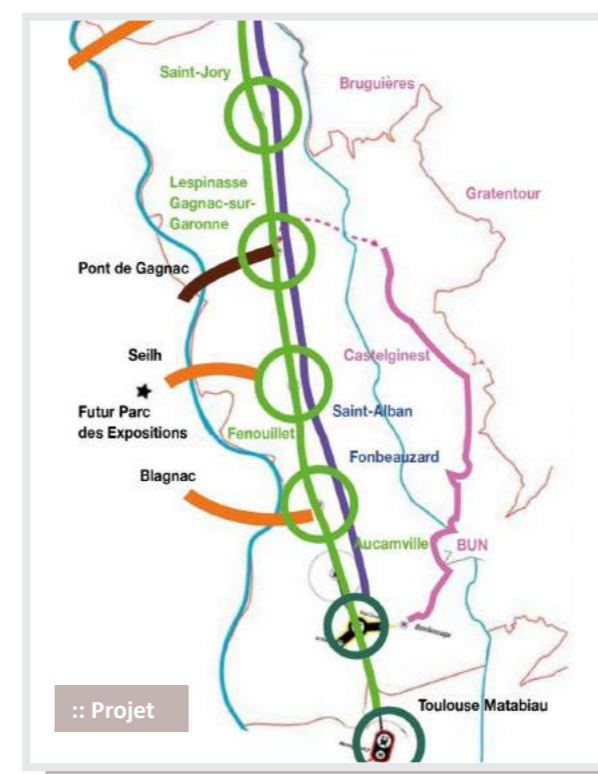 Saint-Jory
Bruguières
Lespinasse
Gagnac-sur-
Garonne
Gratentour
Pont de Gagnac
Seilh
Castelginest
Futur Parc
des Expositions
Saint-Alban
Fenouillet
Fonbeauzard
Blagnac
Aucamville
BUN
Toulouse Matabiau
:: Projet